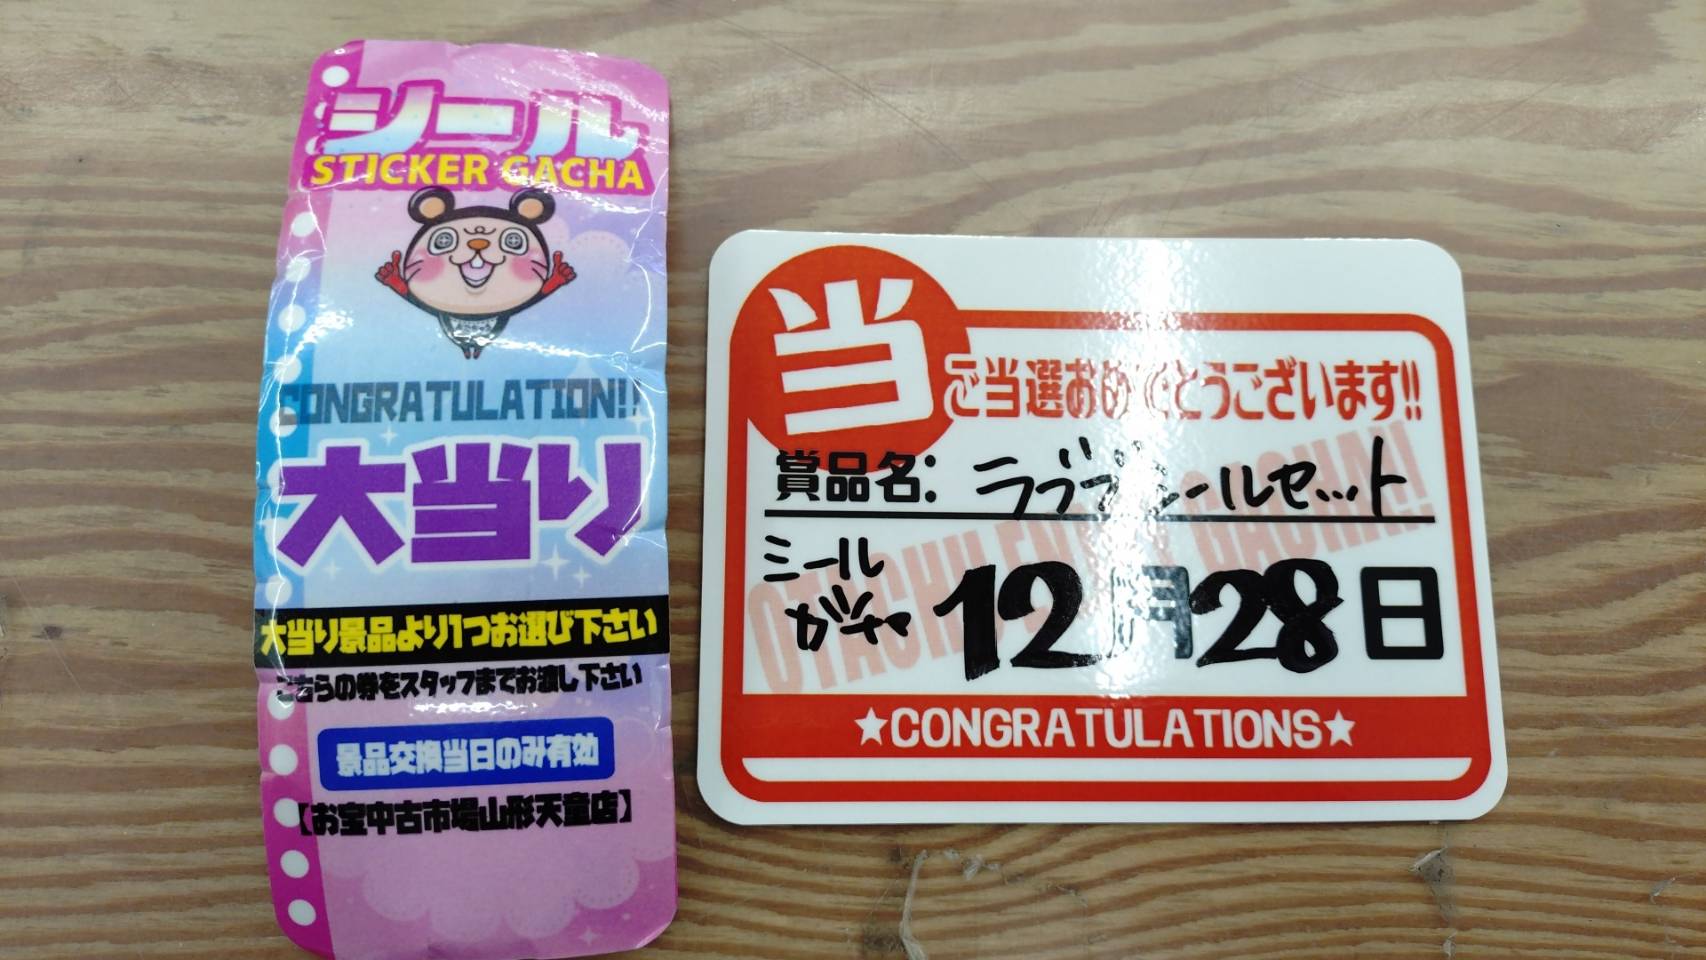 シール
STICKER GACHA
CONGRATULATION!!
大当り
大当り景品より1つお選び下さい
こちらの券をスタッフまでお渡し下さい
景品交換当日のみ有効
【お宝中古市場山形天童店】
当
ご当選おめでとうございます!!
賞品名: ラブブシールセット
ミール
ガチャ
12月28日
★CONGRATULATIONS★